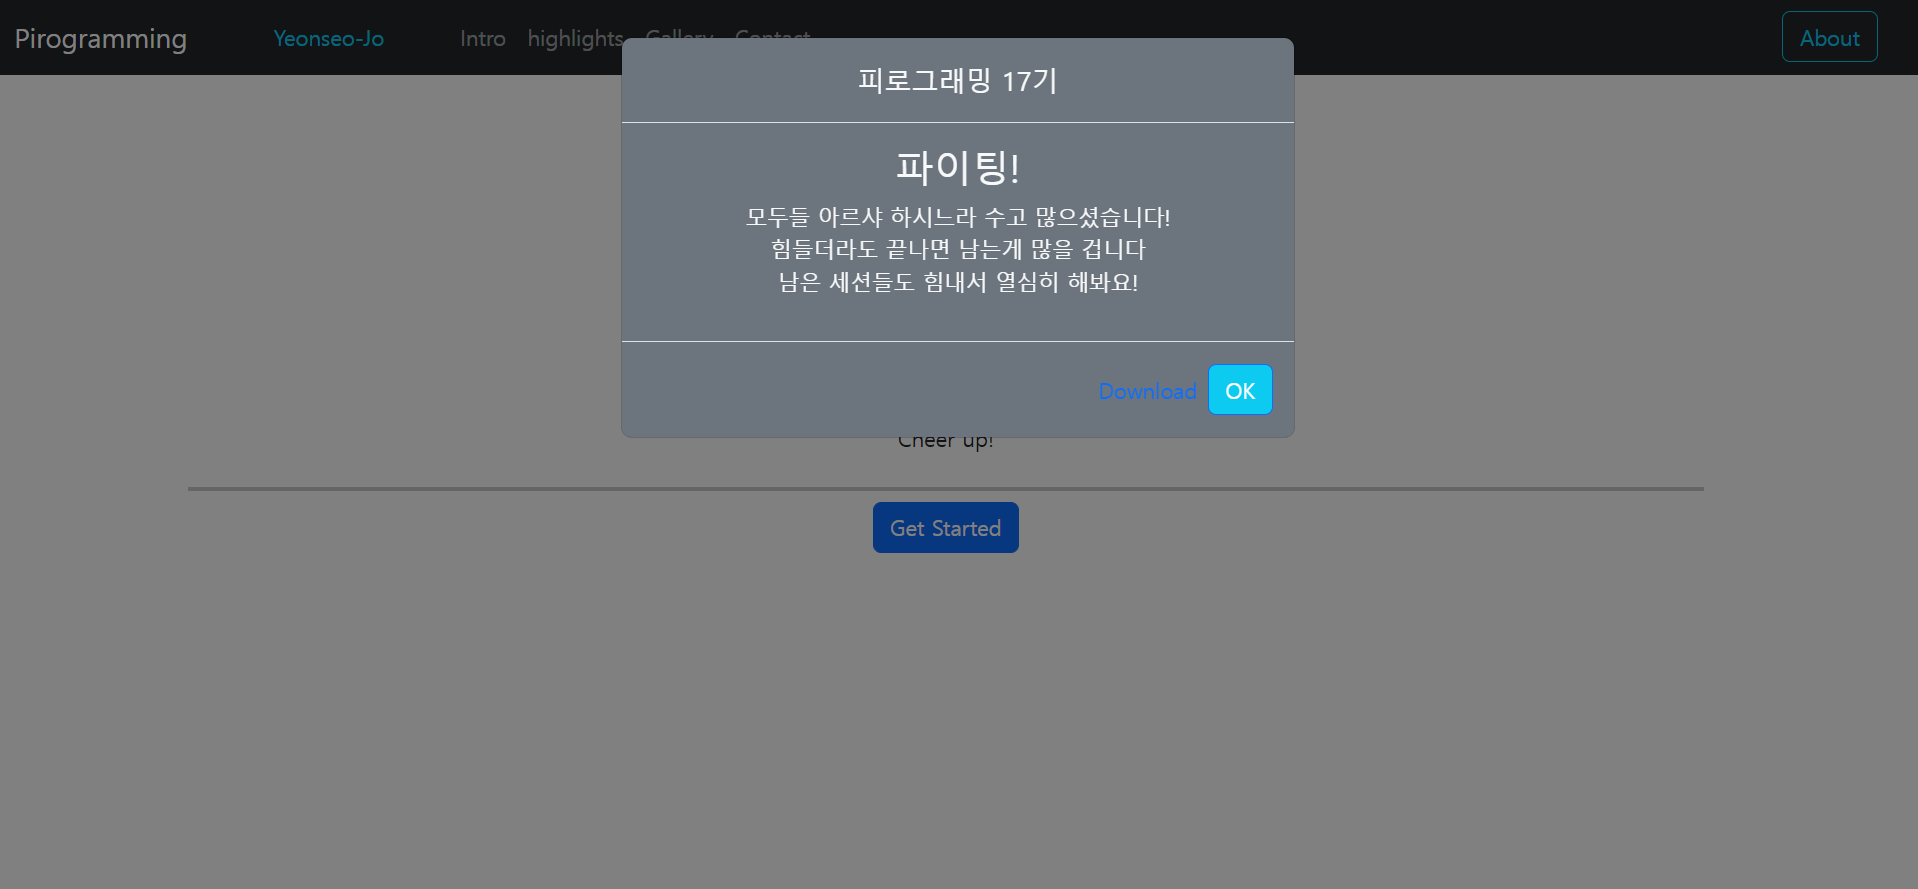 Pirogramming Yeonseo-Jo Intro highlights Gallery Contact About
피로그래밍 17기
파이팅!
모두들 아르샤 하시느라 수고 많으셨습니다!
힘들더라도 끝나면 남는게 많을 겁니다
남은 세션들도 힘내서 열심히 해봐요!
Download OK
Cheer up!
Get Started